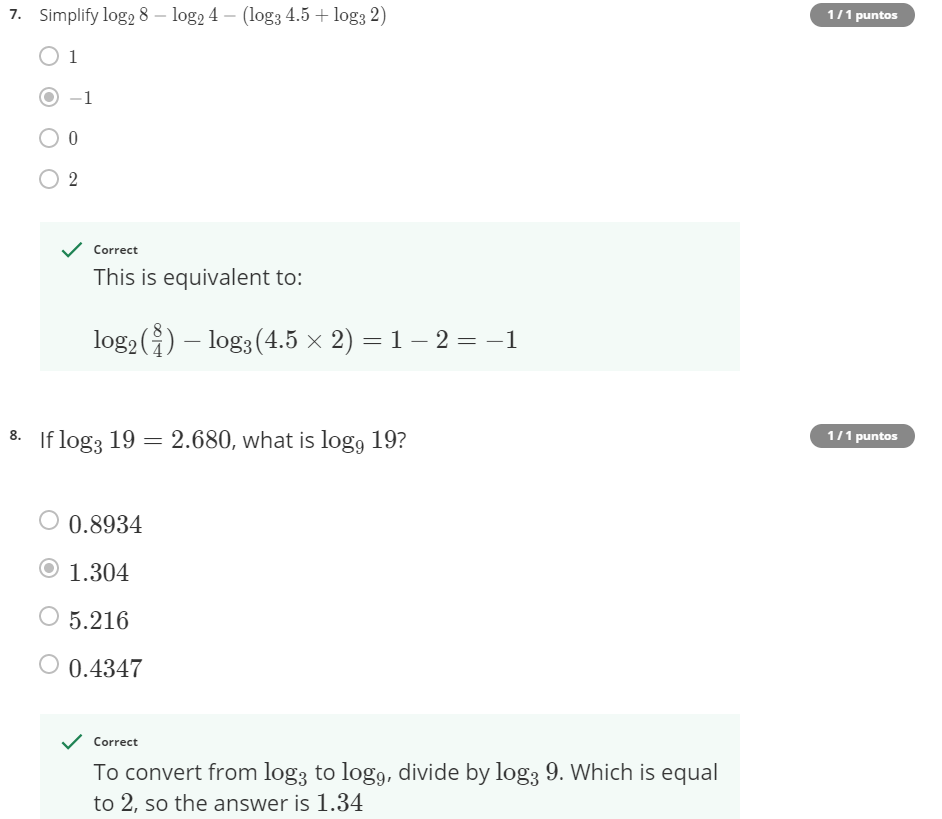 7. Simplify log₂ 8 − log₂ 4 − (log₃ 4.5 + log₃ 2)
1 / 1 puntos
1
−1
0
2
Correct
This is equivalent to:
log₂(8/4) − log₃(4.5 × 2) = 1 − 2 = −1
8. If log₃ 19 = 2.680, what is log₉ 19?
1 / 1 puntos
0.8934
1.304
5.216
0.4347
Correct
To convert from log₃ to log₉, divide by log₃ 9. Which is equal
to 2, so the answer is 1.34